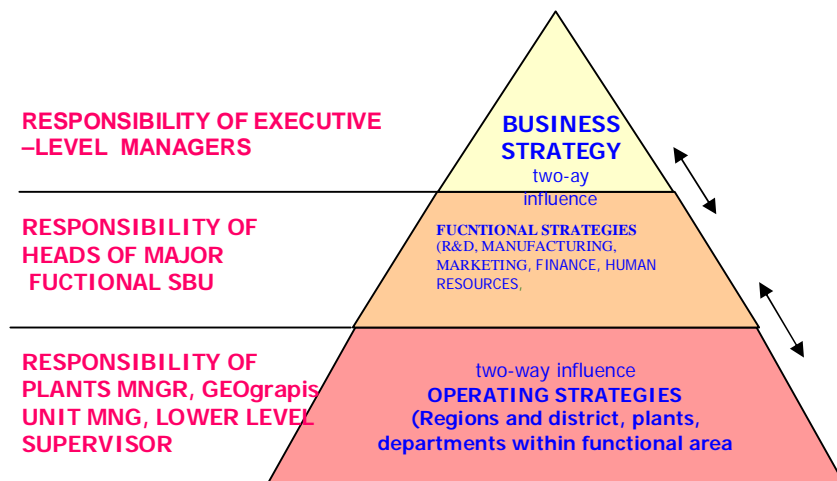 RESPONSIBILITY OF EXECUTIVE
–LEVEL MANAGERS
BUSINESS
STRATEGY
two-ay
influence
RESPONSIBILITY OF
HEADS OF MAJOR
FUCTIONAL SBU
FUCNTIONAL STRATEGIES
(R&D, MANUFACTURING,
MARKETING, FINANCE, HUMAN
RESOURCES,
RESPONSIBILITY OF
PLANTS MNGR, GEOgrapis
UNIT MNG, LOWER LEVEL
SUPERVISOR
two-way influence
OPERATING STRATEGIES
(Regions and district, plants,
departments within functional area